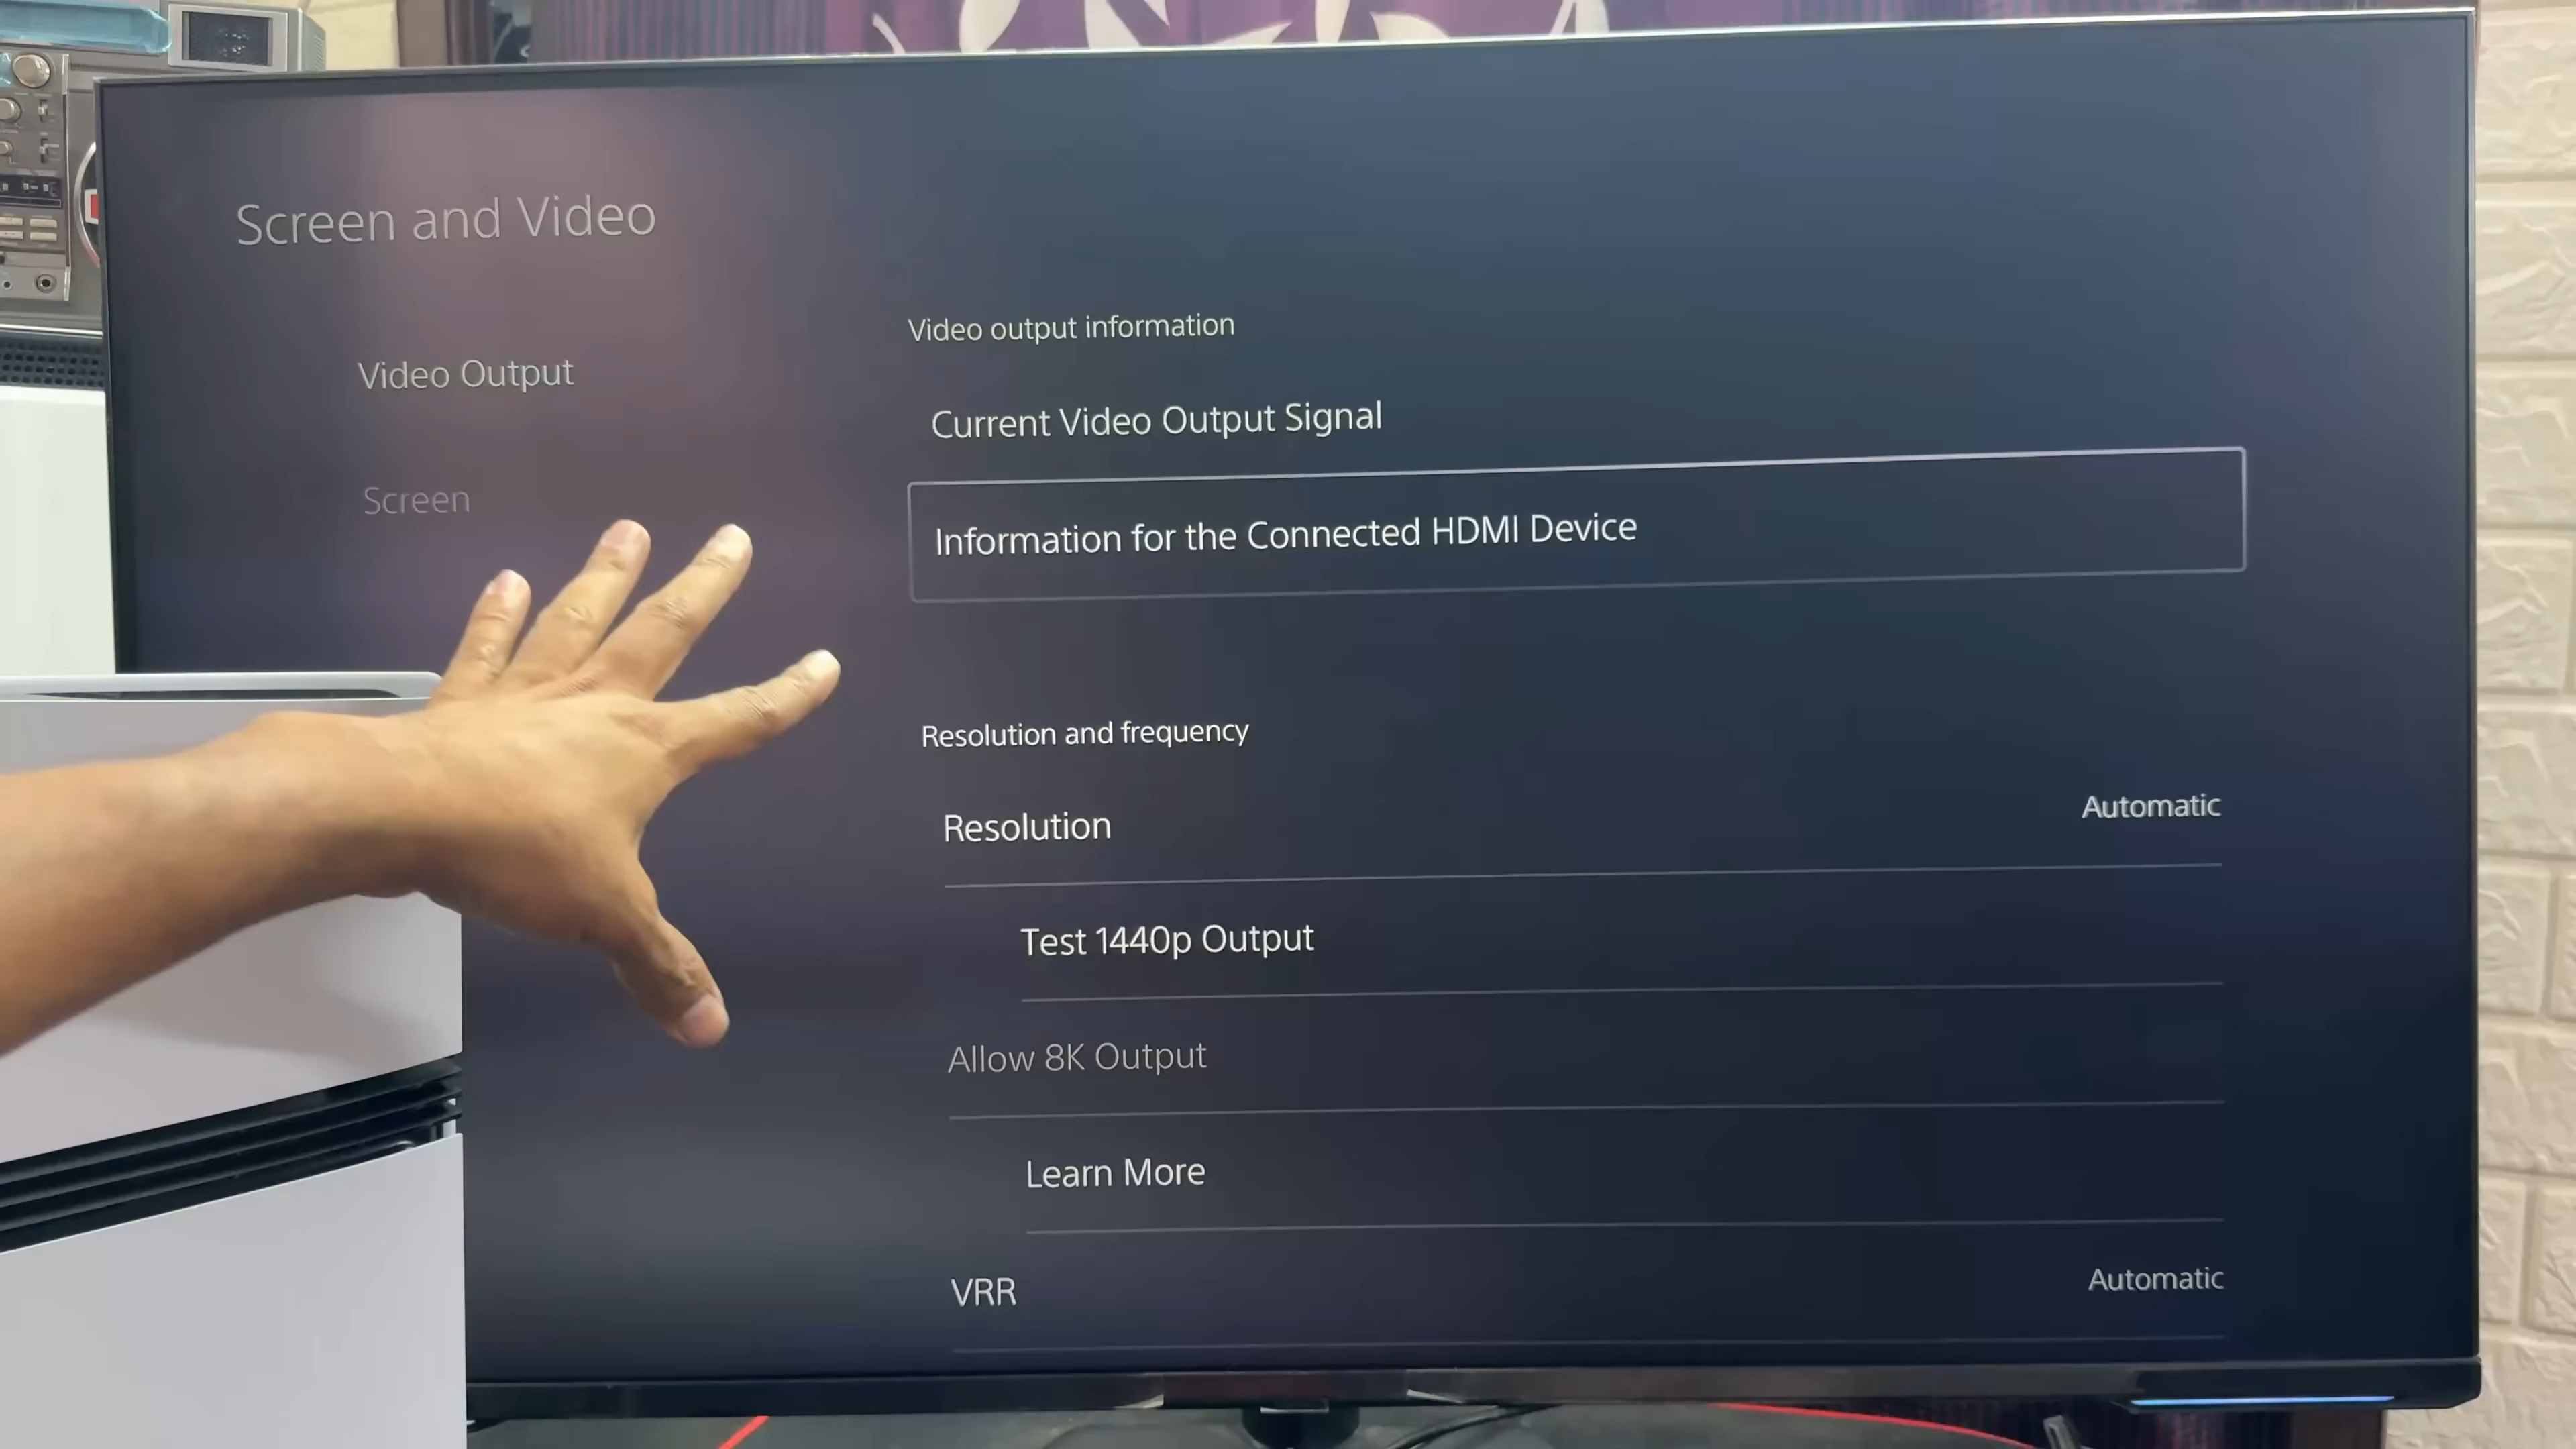 Screen and Video
Video Output
Screen
Video output information
Current Video Output Signal
Information for the Connected HDMI Device
Resolution and frequency
Resolution
Automatic
Test 1440p Output
Allow 8K Output
Learn More
VRR
Automatic